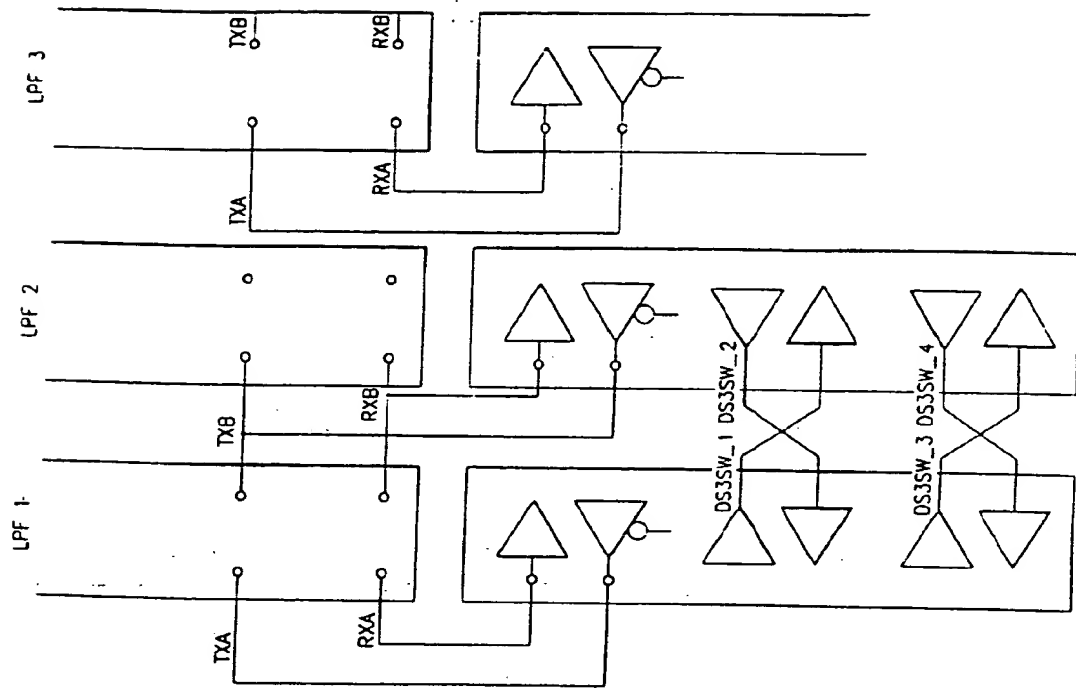 LPF 1
LPF 2
LPF 3
TXA
RXA
TXB
RXB
TXA
RXA
TXB
RXB
DS3SW_1
DS3SW_2
DS3SW_3
DS3SW_4